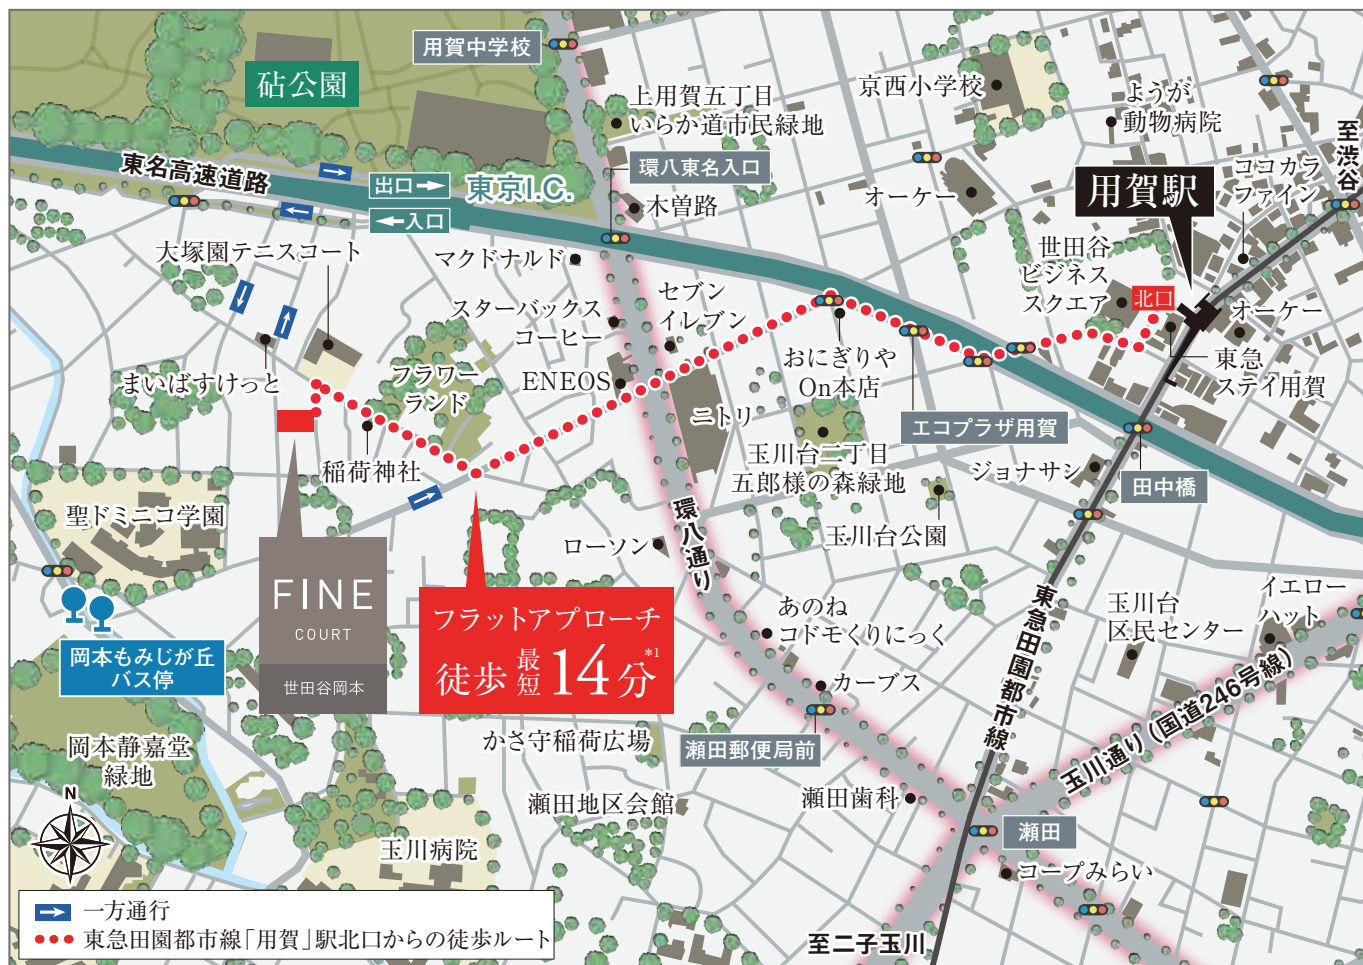 用賀中学校
砧公園
上用賀五丁目
いらか道市民緑地
京西小学校
ようが
動物病院
至渋谷
東名高速道路
出口
入口
東京I.C.
環八東名入口
木曽路
オーケー
用賀駅
ココカラ
ファイン
大塚園テニスコート
マクドナルド
世田谷
ビジネス
スクエア
北口
オーケー
スターバックス
コーヒー
セブン
イレブン
東急
ステイ用賀
まいばすけっと
フラワー
ランド
ENEOS
ニトリ
おにぎりや
On本店
エコプラザ用賀
稲荷神社
玉川台二丁目
五郎様の森緑地
ジョナサン
田中橋
聖ドミニコ学園
ローソン
環八通り
玉川台公園
FINE
COURT
世田谷岡本
フラットアプローチ
徒歩最短14分*1
あのね
コドモくりにっく
東急田園都市線
玉川台
区民センター
イエロー
ハット
岡本もみじが丘
バス停
カーブス
玉川通り(国道246号線)
岡本静嘉堂
緑地
かさ守稲荷広場
瀬田郵便局前
瀬田地区会館
瀬田歯科
瀬田
N
玉川病院
コープみらい
一方通行
東急田園都市線「用賀」駅北口からの徒歩ルート
至二子玉川